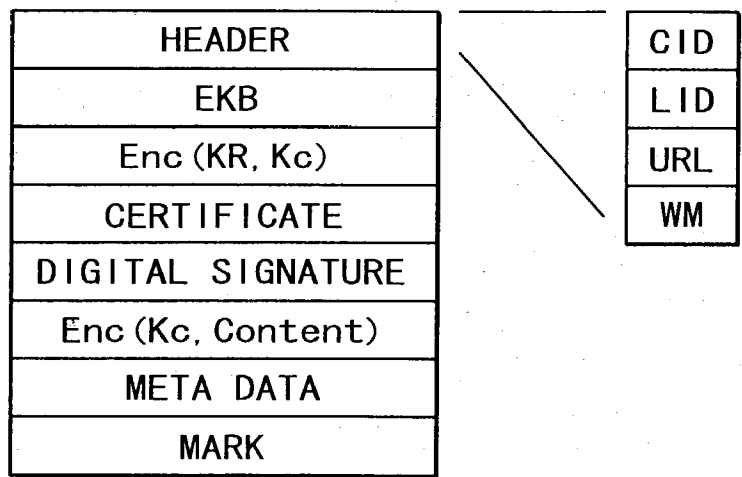 HEADER
EKB
Enc(KR, Kc)
CERTIFICATE
DIGITAL SIGNATURE
Enc(Kc, Content)
META DATA
MARK
CID
LID
URL
WM